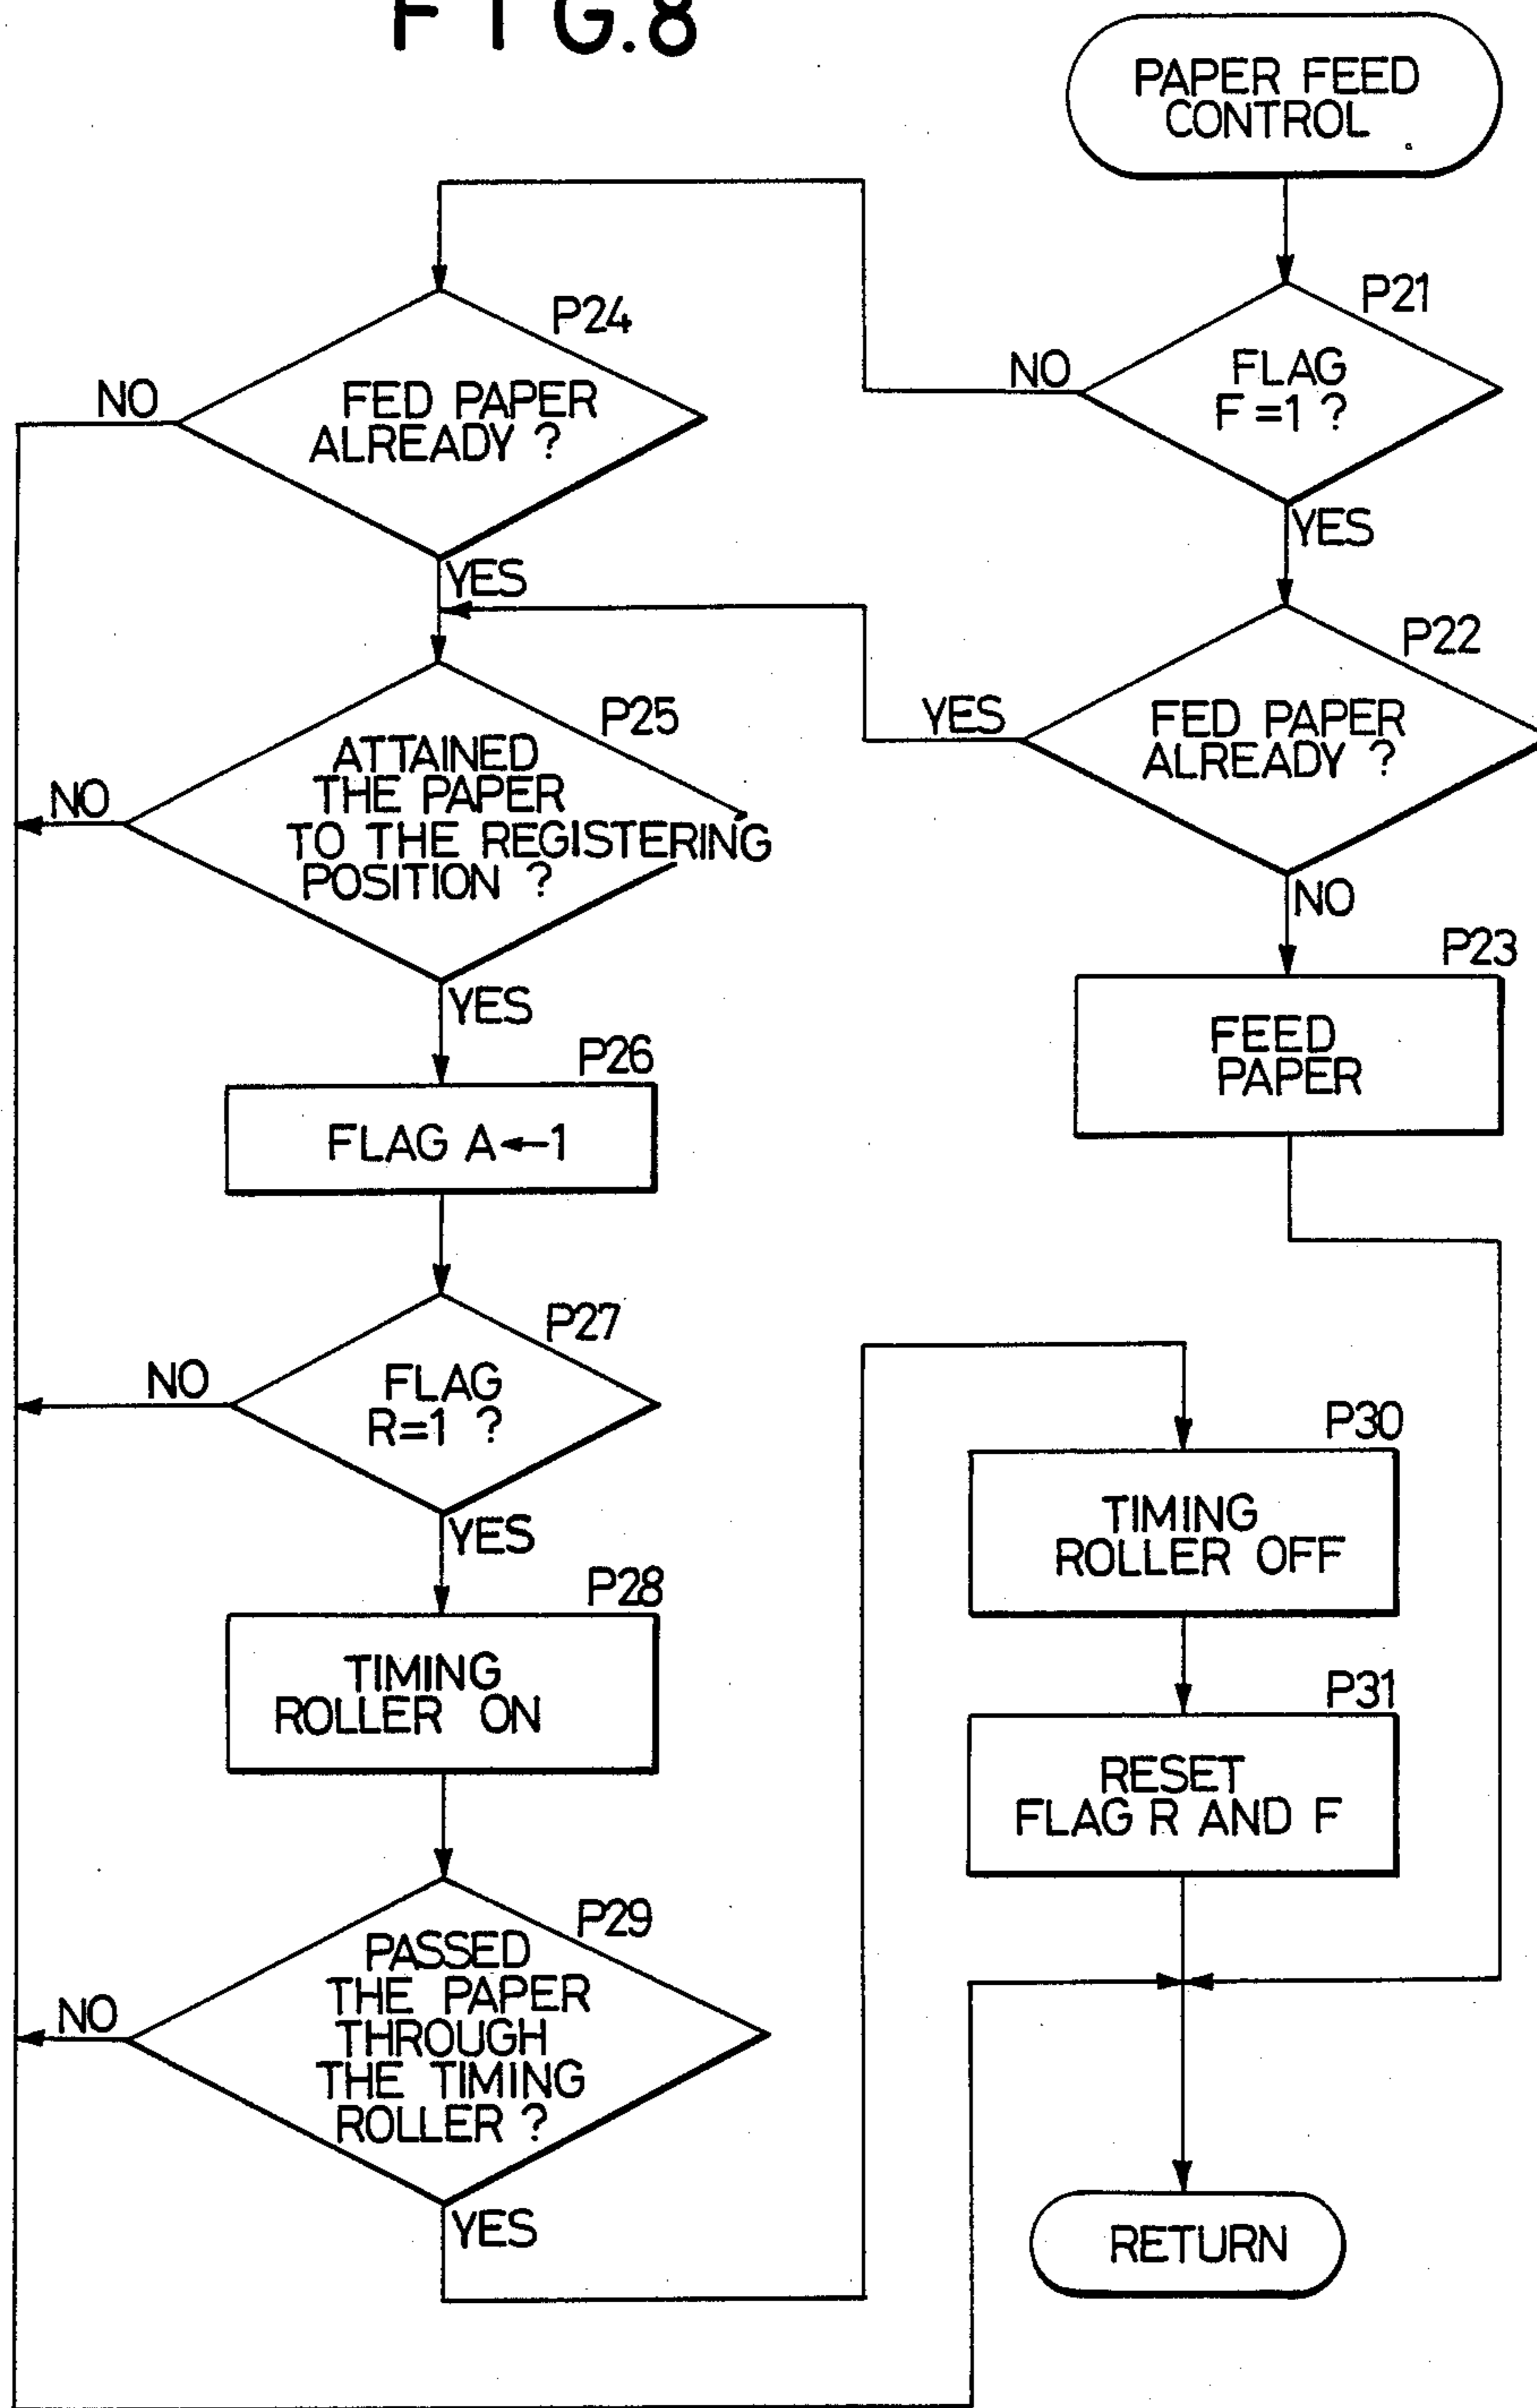 FIG.8
PAPER FEED
CONTROL
P21
FLAG
F=1 ?
NO
YES
P22
FED PAPER
ALREADY ?
YES
NO
P23
FEED
PAPER
P24
FED PAPER
ALREADY ?
NO
YES
P25
ATTAINED
THE PAPER
TO THE REGISTERING
POSITION ?
NO
YES
P26
FLAG A←1
P27
FLAG
R=1 ?
NO
YES
P28
TIMING
ROLLER ON
P29
PASSED
THE PAPER
THROUGH
THE TIMING
ROLLER ?
NO
YES
P30
TIMING
ROLLER OFF
P31
RESET
FLAG R AND F
RETURN